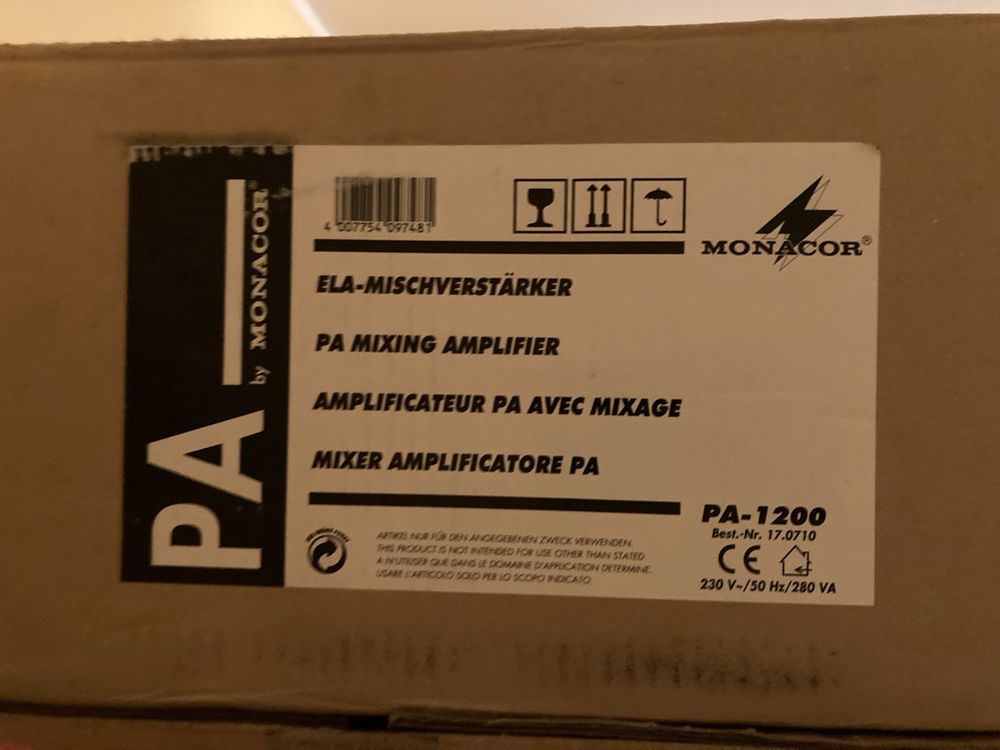 PA
by MONACOR®
4 007754 097481
MONACOR®
ELA-MISCHVERSTÄRKER
PA MIXING AMPLIFIER
AMPLIFICATEUR PA AVEC MIXAGE
MIXER AMPLIFICATORE PA
ARTIKEL NUR FÜR DEN ANGEGEBENEN ZWECK VERWENDEN.
THIS PRODUCT IS NOT INTENDED FOR USE OTHER THAN STATED
A N'UTILISER QUE DANS LE DOMAINE D'APPLICATION DETERMINE.
USARE L'ARTICOLO SOLO PER LO SCOPO INDICATO
PA-1200
Best.-Nr. 17.0710
CE
230 V~/50 Hz/280 VA